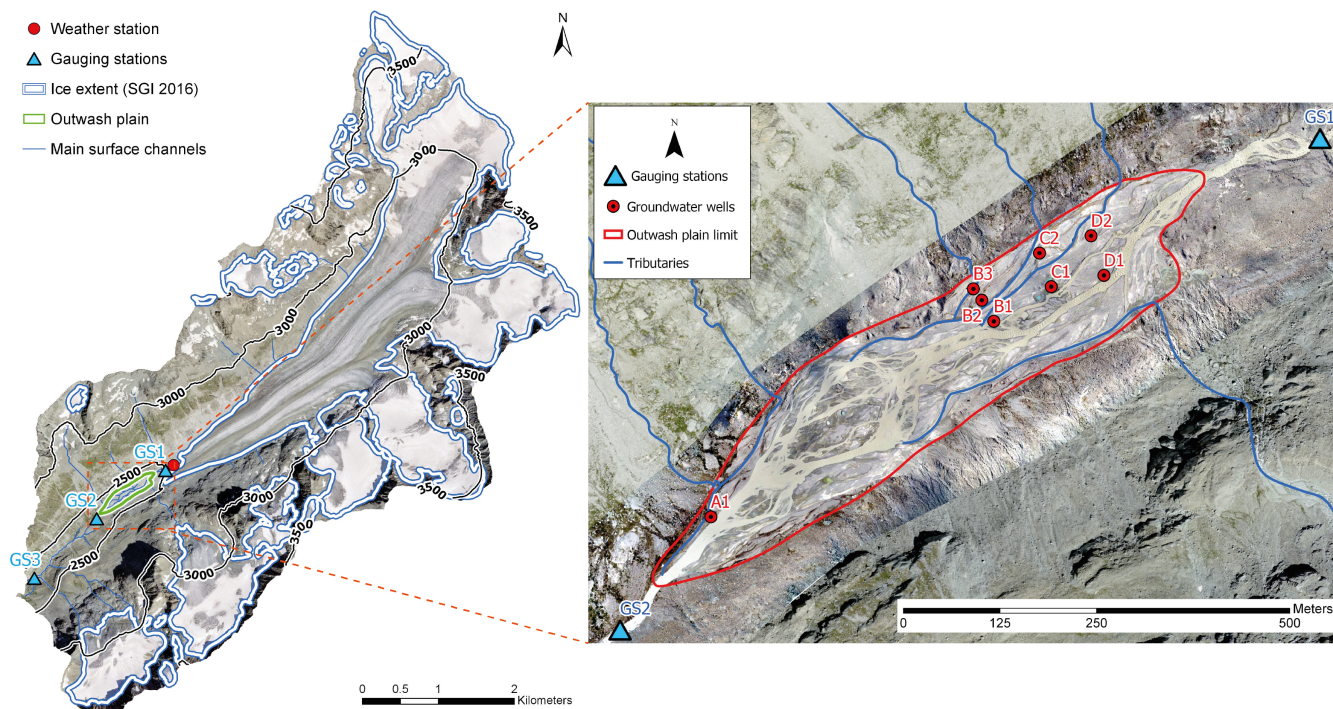 Weather station
Gauging stations
Ice extent (SGI 2016)
Outwash plain
Main surface channels
N
3500
3000
3500
3000
3000
3500
3500
2500
3000
3500
2500
3000
GS1
GS2
GS3
0 0.5 1 2
Kilometers
N
Gauging stations
Groundwater wells
Outwash plain limit
Tributaries
GS1
D2
C2
D1
C1
B3
B2
B1
A1
GS2
Meters
0 125 250 500